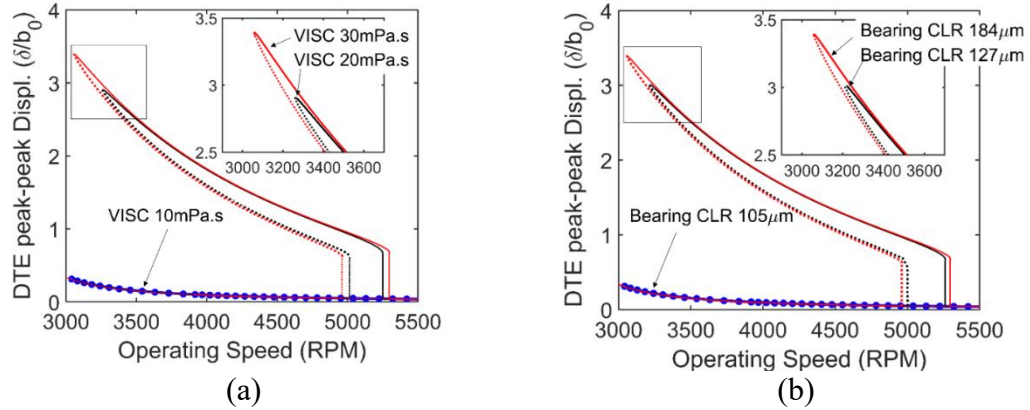 DTE peak-peak Displ. (δ/b₀)
4
3
2
1
0
3000 3500 4000 4500 5000 5500
Operating Speed (RPM)
VISC 10mPa.s
3.5
3
2.5
3000 3200 3400 3600
VISC 30mPa.s
VISC 20mPa.s
(a)
DTE peak-peak Displ. (δ/b₀)
4
3
2
1
0
3000 3500 4000 4500 5000 5500
Operating Speed (RPM)
Bearing CLR 105μm
3.5
3
2.5
3000 3200 3400 3600
Bearing CLR 184μm
Bearing CLR 127μm
(b)